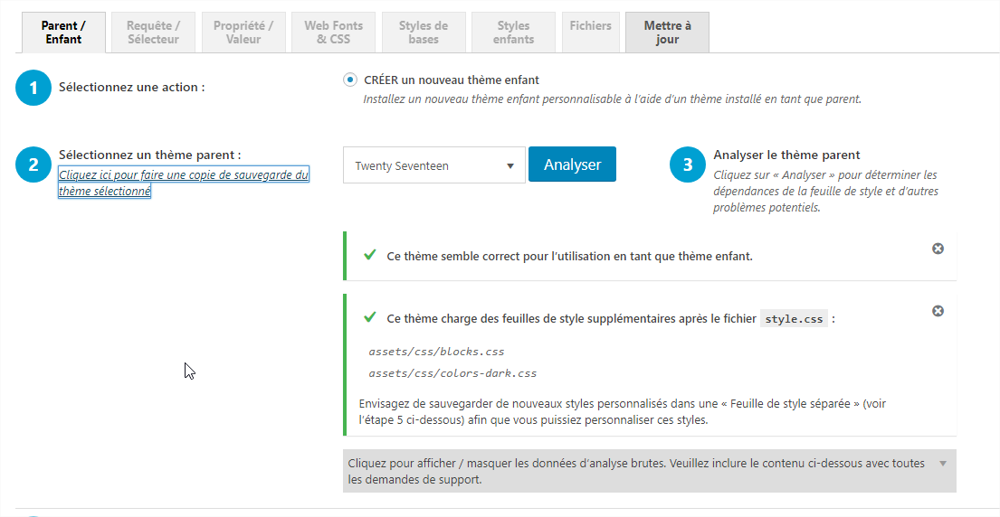 Parent /
Enfant
Requête /
Sélecteur
Propriété /
Valeur
Web Fonts
& CSS
Styles de
bases
Styles
enfants
Fichiers
Mettre à
jour
1
Sélectionnez une action :
CRÉER un nouveau thème enfant
Installez un nouveau thème enfant personnalisable à l'aide d'un thème installé en tant que parent.
2
Sélectionnez un thème parent :
Cliquez ici pour faire une copie de sauvegarde du
thème sélectionné
Twenty Seventeen
Analyser
3
Analyser le thème parent
Cliquez sur « Analyser » pour déterminer les
dépendances de la feuille de style et d'autres
problèmes potentiels.
Ce thème semble correct pour l'utilisation en tant que thème enfant.
Ce thème charge des feuilles de style supplémentaires après le fichier style.css :
assets/css/blocks.css
assets/css/colors-dark.css
Envisagez de sauvegarder de nouveaux styles personnalisés dans une « Feuille de style séparée » (voir
l'étape 5 ci-dessous) afin que vous puissiez personnaliser ces styles.
Cliquez pour afficher / masquer les données d'analyse brutes. Veuillez inclure le contenu ci-dessous avec toutes
les demandes de support.